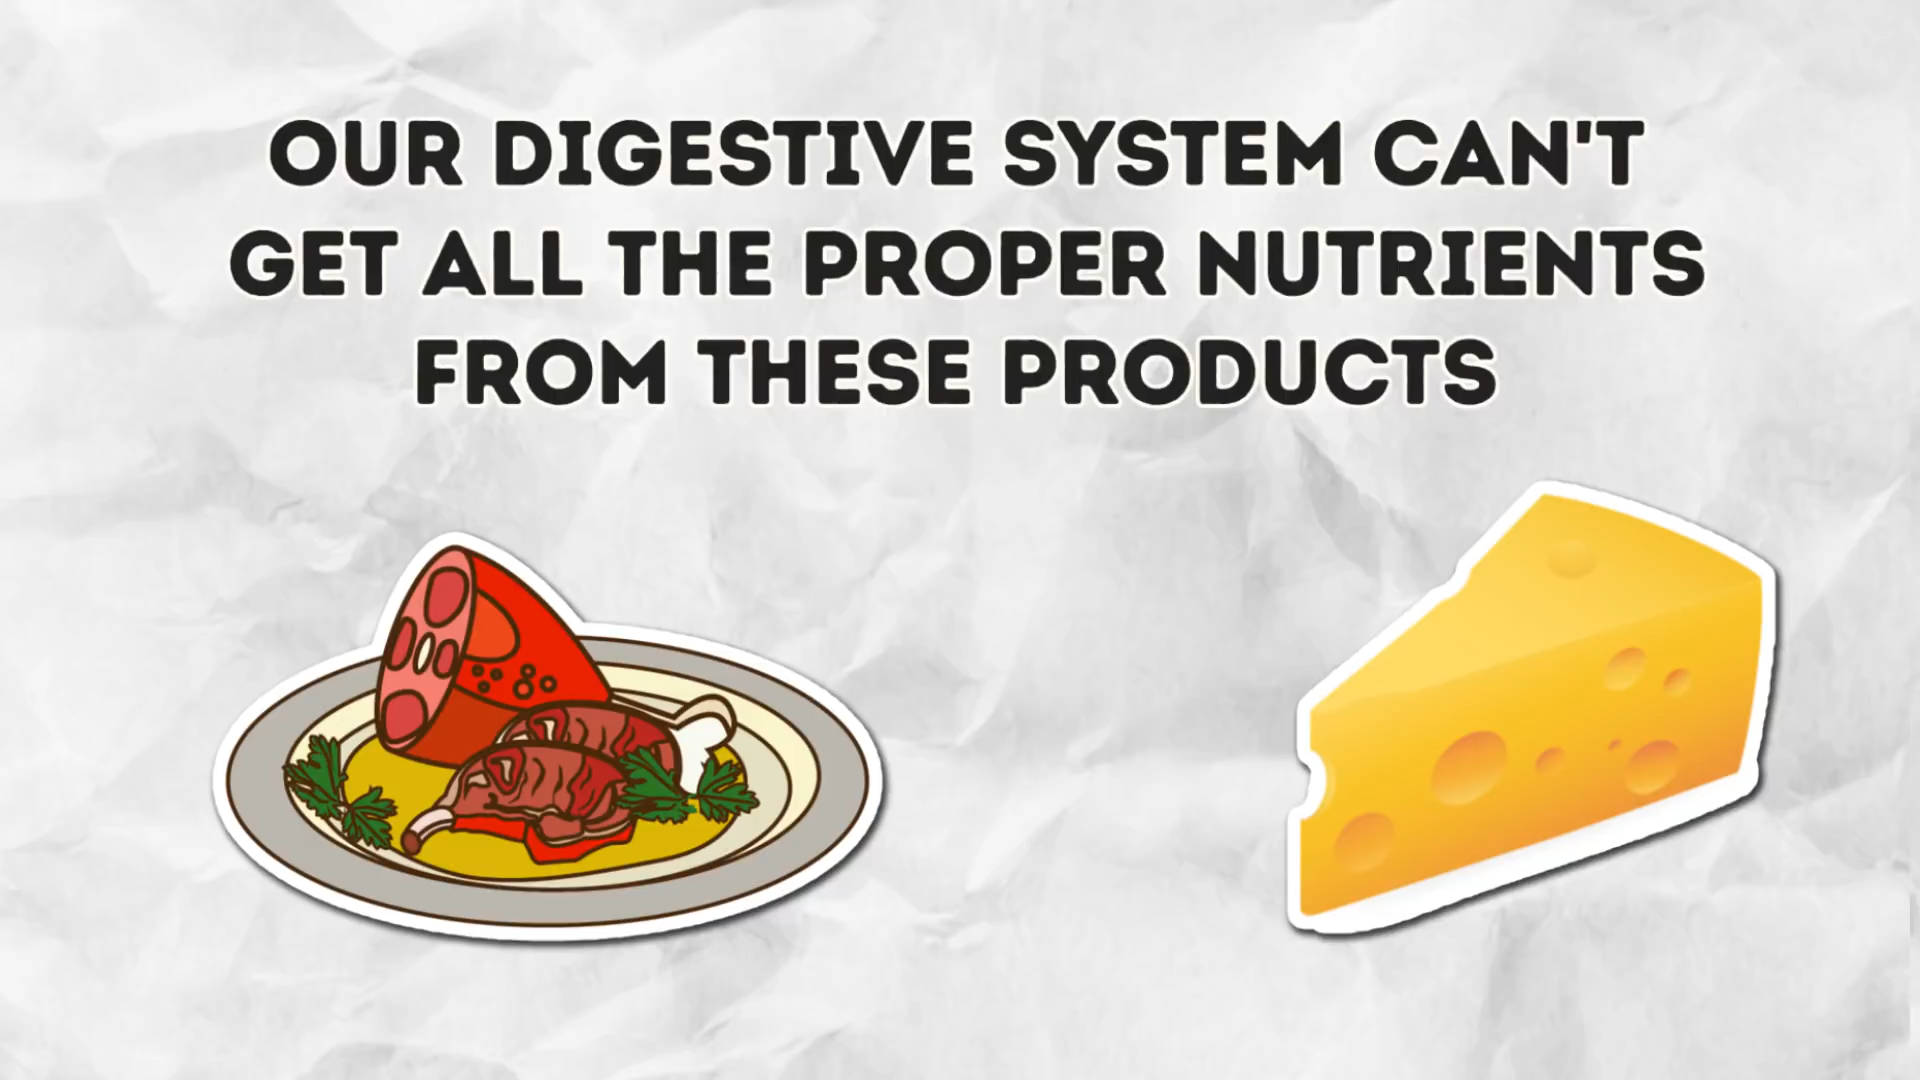 OUR DIGESTIVE SYSTEM CAN'T
GET ALL THE PROPER NUTRIENTS
FROM THESE PRODUCTS